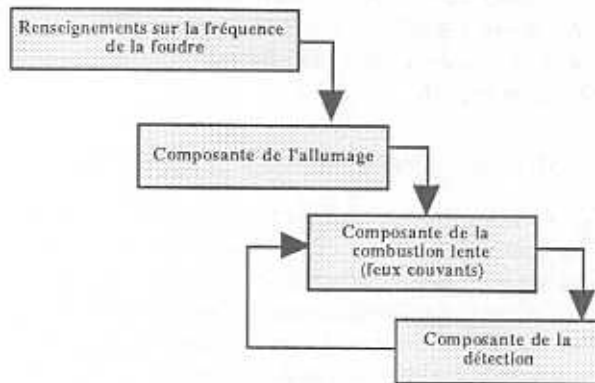 Renseignements sur la fréquence
de la foudre
Composante de l'allumage
Composante de la
combustion lente
(feux couvants)
Composante de la
détection